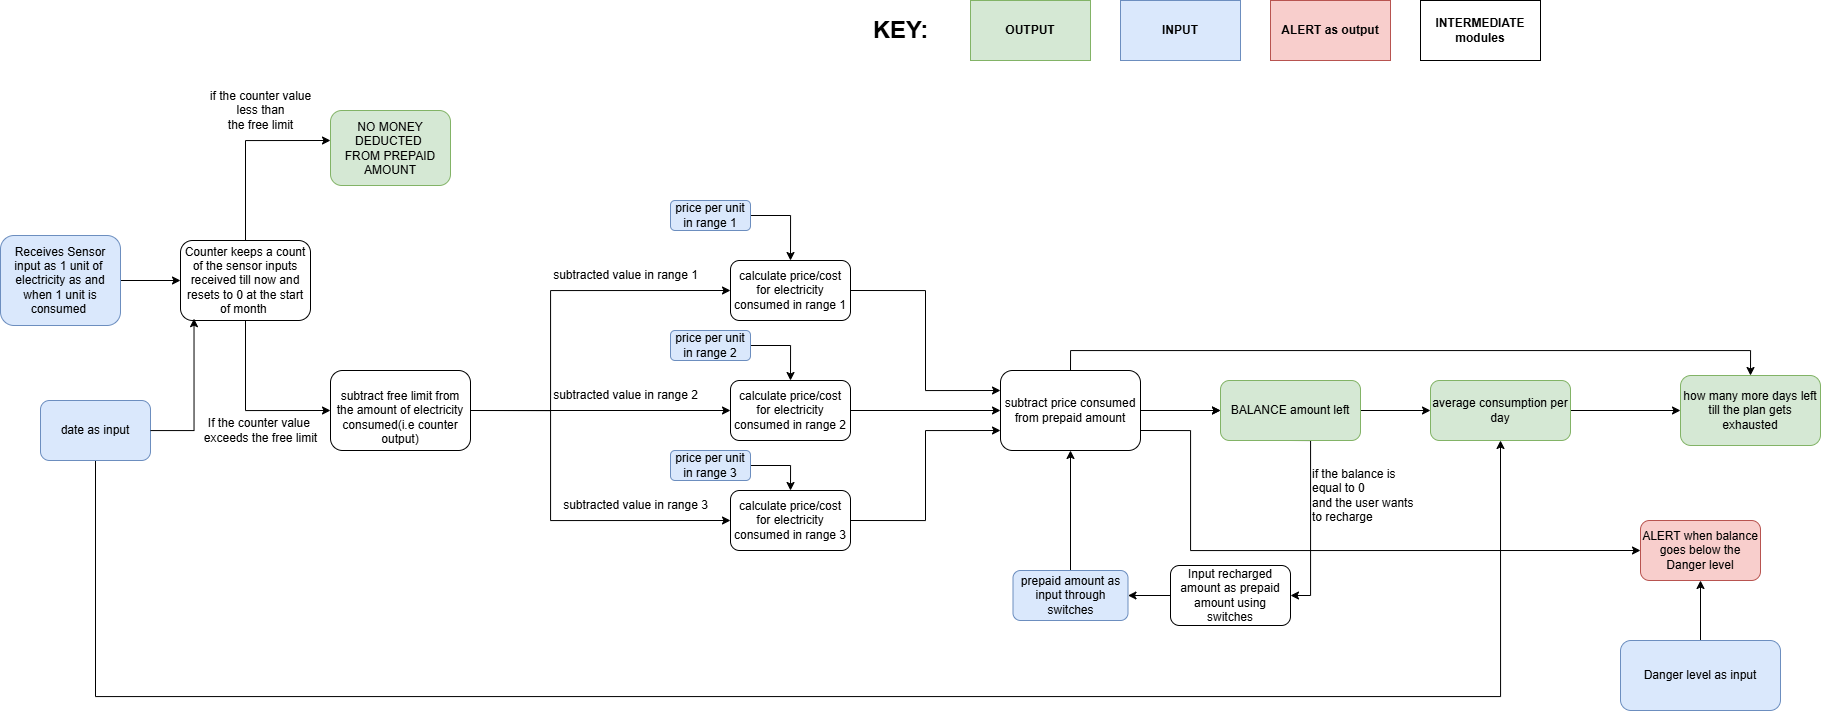 KEY:
OUTPUT
INPUT
ALERT as output
INTERMEDIATE
modules
if the counter value
less than
the free limit
NO MONEY
DEDUCTED
FROM PREPAID
AMOUNT
Receives Sensor
input as 1 unit of
electricity as and
when 1 unit is
consumed
Counter keeps a count
of the sensor inputs
received till now and
resets to 0 at the start
of month
date as input
If the counter value
exceeds the free limit
subtract free limit from
the amount of electricity
consumed(i.e counter
output)
price per unit
in range 1
subtracted value in range 1
calculate price/cost
for electricity
consumed in range 1
price per unit
in range 2
subtracted value in range 2
calculate price/cost
for electricity
consumed in range 2
price per unit
in range 3
subtracted value in range 3
calculate price/cost
for electricity
consumed in range 3
subtract price consumed
from prepaid amount
BALANCE amount left
average consumption per
day
how many more days left
till the plan gets
exhausted
if the balance is
equal to 0
and the user wants
to recharge
prepaid amount as
input through
switches
Input recharged
amount as prepaid
amount using
switches
ALERT when balance
goes below the
Danger level
Danger level as input